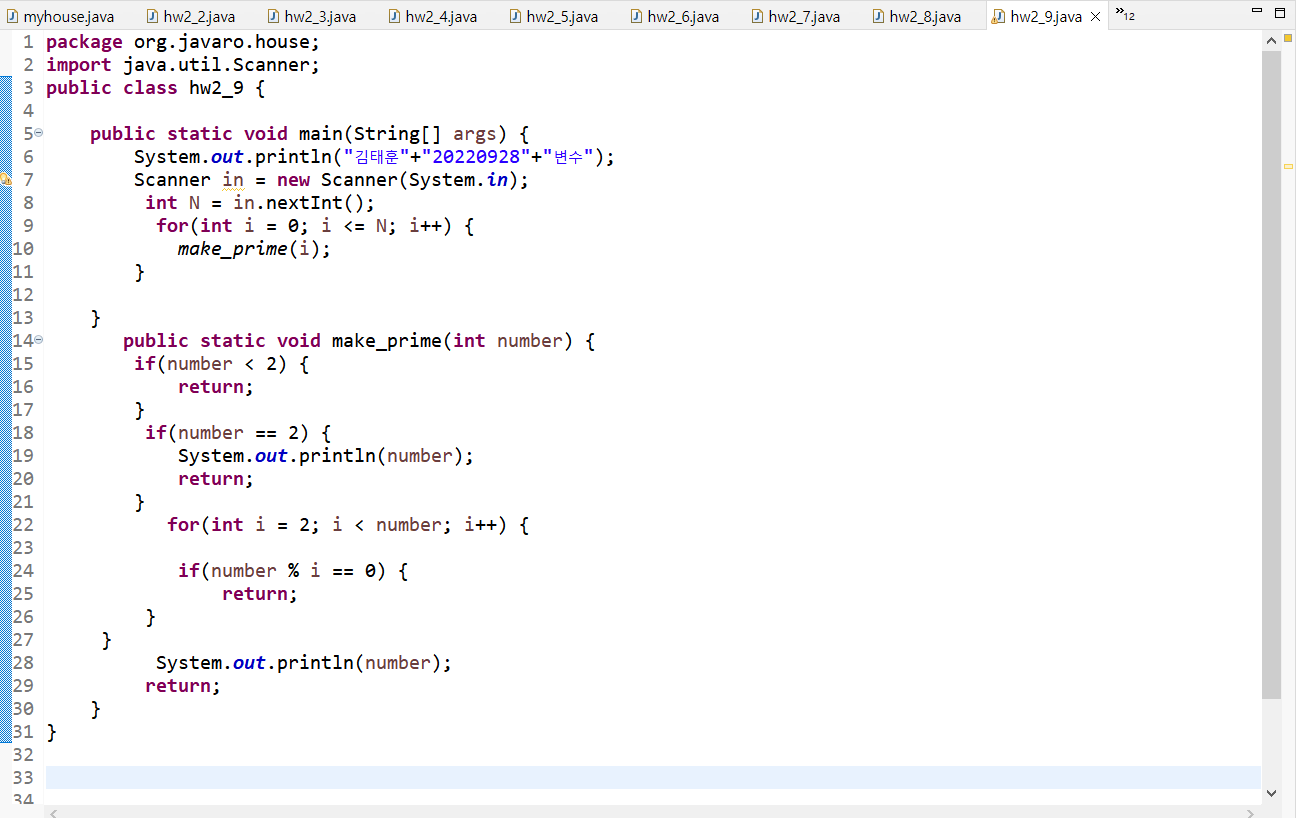 myhouse.java hw2_2.java hw2_3.java hw2_4.java hw2_5.java hw2_6.java hw2_7.java hw2_8.java hw2_9.java »12
1 package org.javaro.house;
2 import java.util.Scanner;
3 public class hw2_9 {
4
5 public static void main(String[] args) {
6 System.out.println("김태훈"+"20220928"+"변수");
7 Scanner in = new Scanner(System.in);
8 int N = in.nextInt();
9 for(int i = 0; i <= N; i++) {
10 make_prime(i);
11 }
12
13 }
14 public static void make_prime(int number) {
15 if(number < 2) {
16 return;
17 }
18 if(number == 2) {
19 System.out.println(number);
20 return;
21 }
22 for(int i = 2; i < number; i++) {
23
24 if(number % i == 0) {
25 return;
26 }
27 }
28 System.out.println(number);
29 return;
30 }
31 }
32
33
34